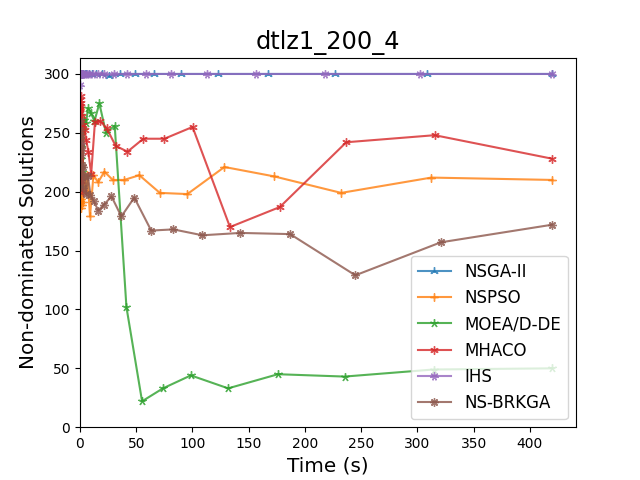 dtlz1_200_4
Non-dominated Solutions
300
250
200
150
100
50
0
0 50 100 150 200 250 300 350 400
Time (s)
NSGA-II
NSPSO
MOEA/D-DE
MHACO
IHS
NS-BRKGA